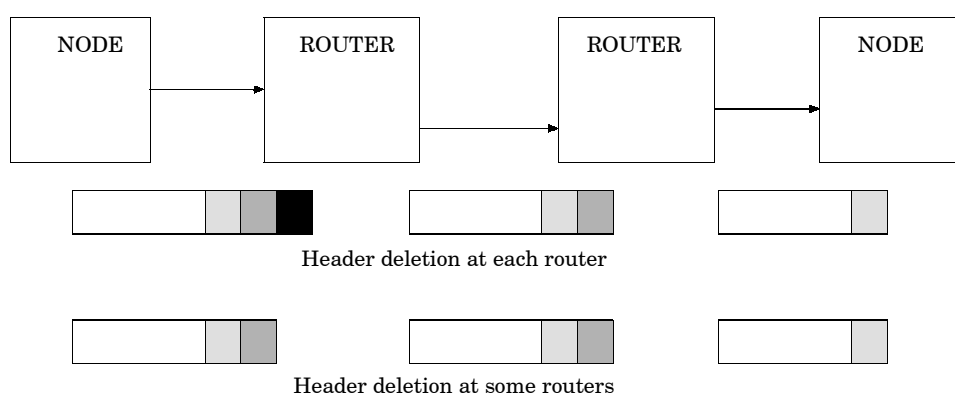 NODE
ROUTER
ROUTER
NODE
Header deletion at each router
Header deletion at some routers